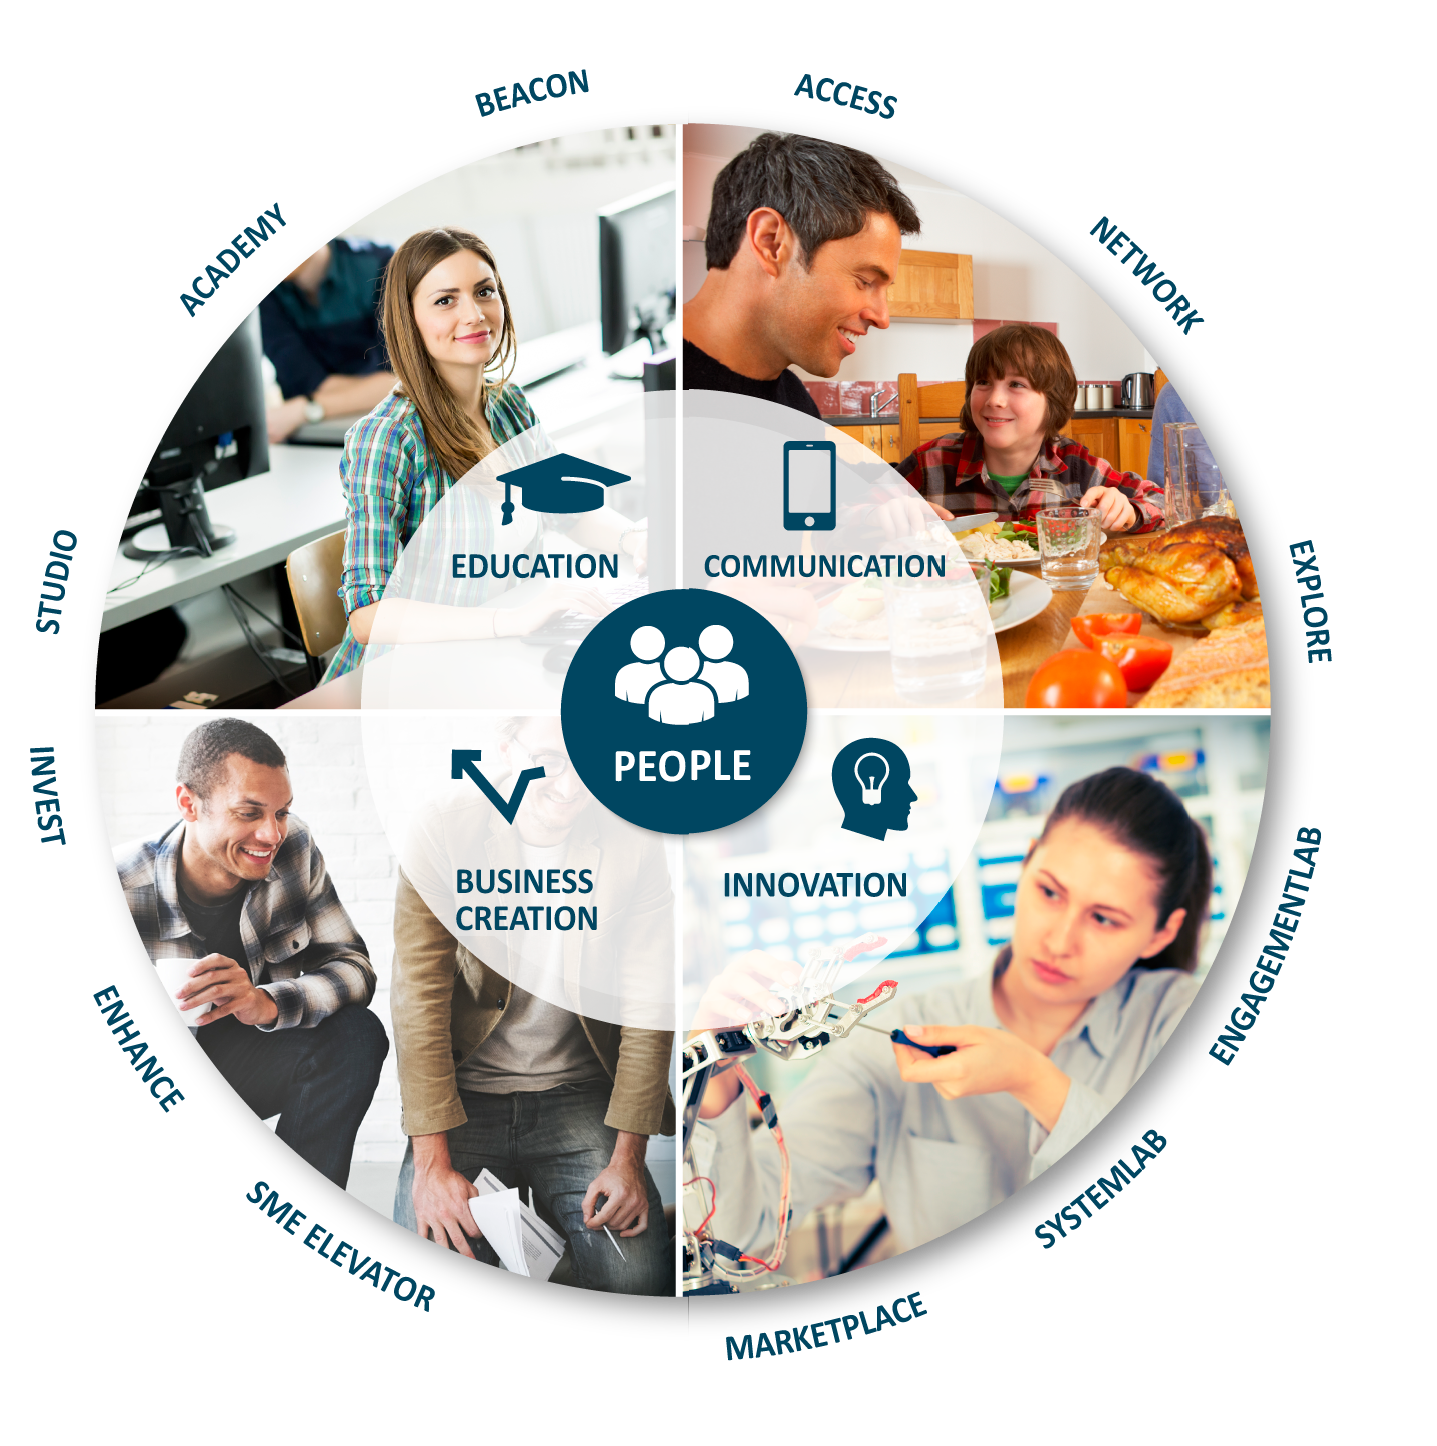 BEACON
ACCESS
ACADEMY
NETWORK
STUDIO
EXPLORE
EDUCATION
COMMUNICATION
PEOPLE
BUSINESS
CREATION
INNOVATION
INVEST
ENGAGEMENTLAB
ENHANCE
SYSTEMLAB
SME ELEVATOR
MARKETPLACE